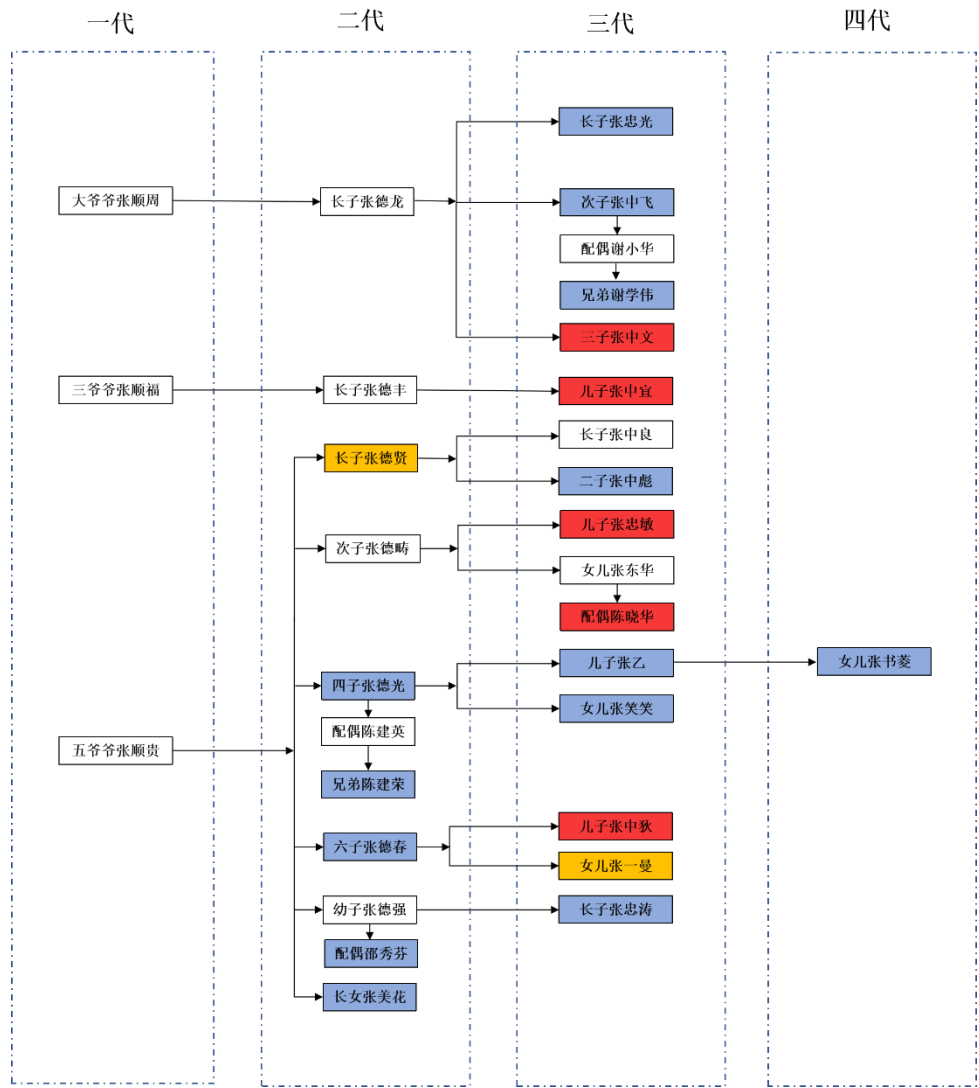 一代
二代
三代
四代
长子张忠光
大爷爷张顺周
长子张德龙
次子张中飞
配偶谢小华
兄弟谢学伟
三子张中文
三爷爷张顺福
长子张德丰
儿子张中宜
长子张中良
长子张德贤
二子张中彪
儿子张忠敏
次子张德畴
女儿张东华
配偶陈晓华
儿子张乙
女儿张书菱
四子张德光
女儿张笑笑
配偶陈建英
五爷爷张顺贵
兄弟陈建荣
儿子张中狄
六子张德春
女儿张一曼
幼子张德强
长子张忠涛
配偶邵秀芬
长女张美花